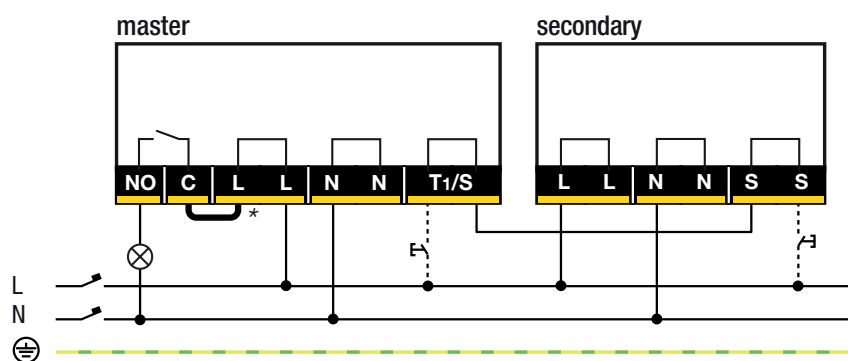 master secondary
NO C L L N N T1/S L L N N S S
*
L
N